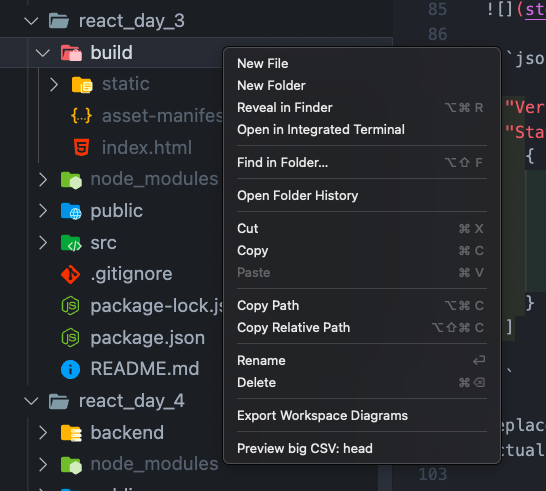 react_day_3
build
static
asset-manifes
index.html
node_modules
public
src
.gitignore
package-lock.js
package.json
README.md
react_day_4
backend
node_modules
New File
New Folder
Reveal in Finder ⌥⌘ R
Open in Integrated Terminal
Find in Folder... ⌥⇧ F
Open Folder History
Cut ⌘ X
Copy ⌘ C
Paste ⌘ V
Copy Path ⌥⌘ C
Copy Relative Path ⌥⇧⌘ C
Rename ⏎
Delete ⌘⌫
Export Workspace Diagrams
Preview big CSV: head
85 ![](st
86
`json
"Ver
"Sta
{
}
]
`
eplace
ctual
103